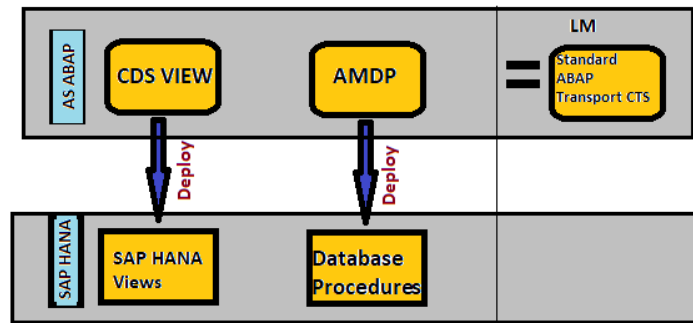 LM
AS ABAP
CDS VIEW
AMDP
Standard
ABAP
Transport CTS
Deploy
Deploy
SAP HANA
SAP HANA
Views
Database
Procedures